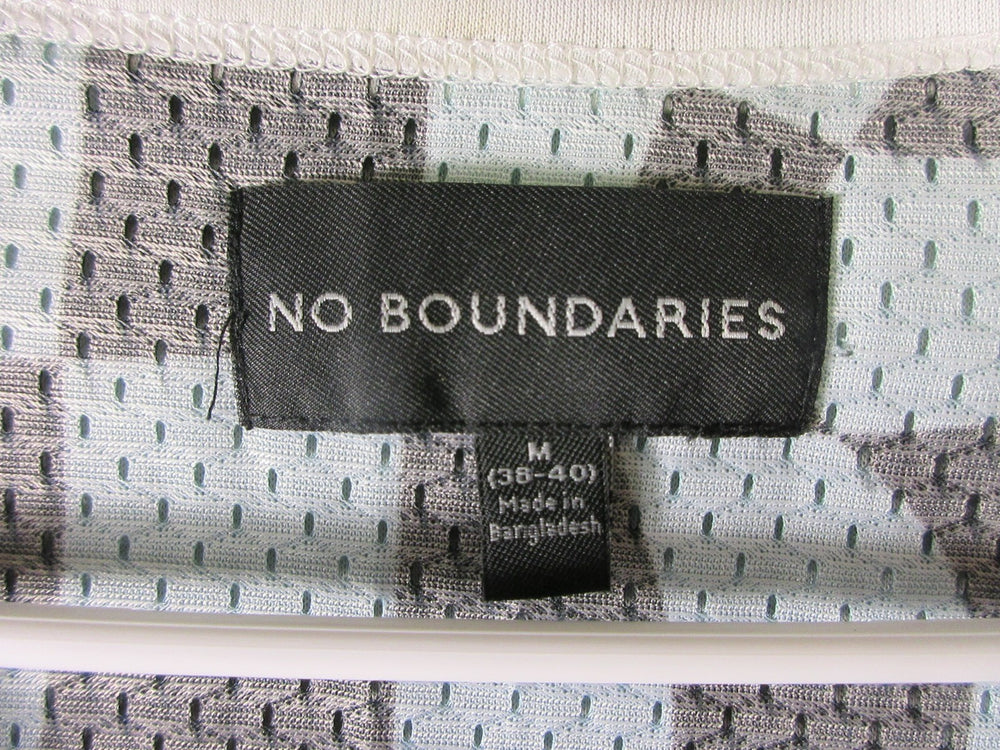 NO BOUNDARIES
M
(38-40)
Made in
Bangladesh